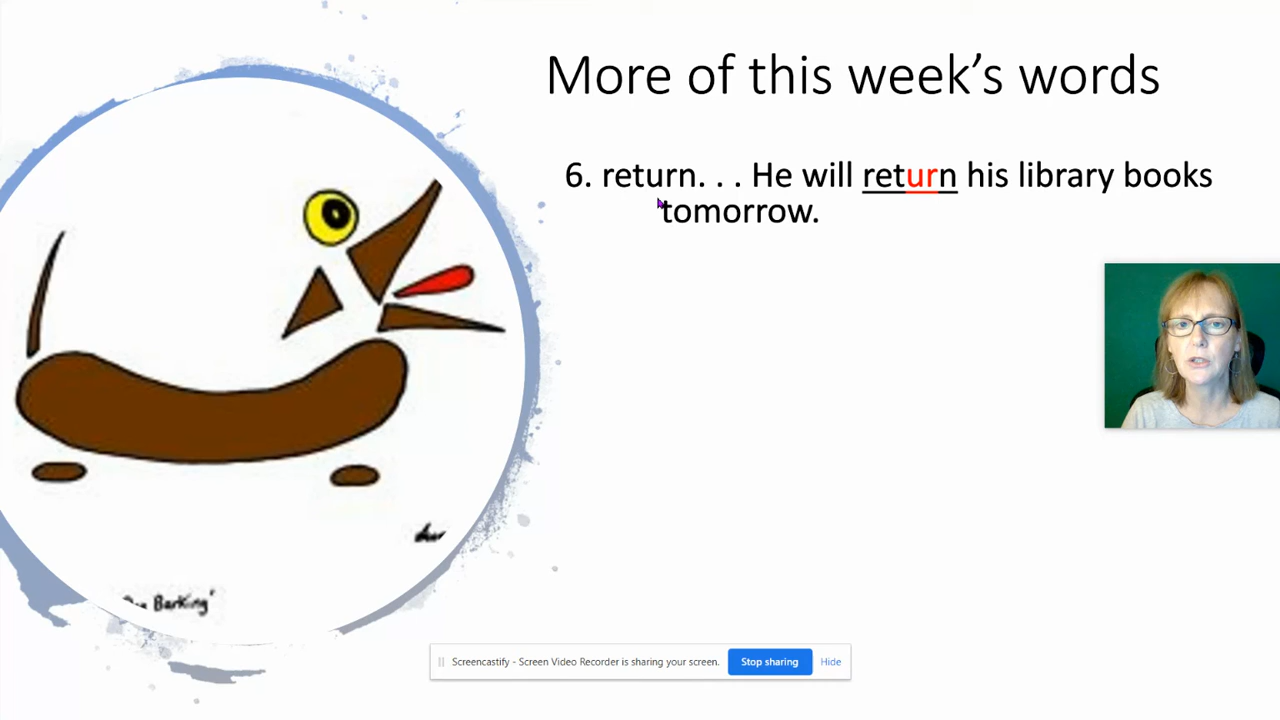 More of this week's words
6. return. . . He will return his library books
tomorrow.
Barking'
Screencastify - Screen Video Recorder is sharing your screen. Stop sharing Hide